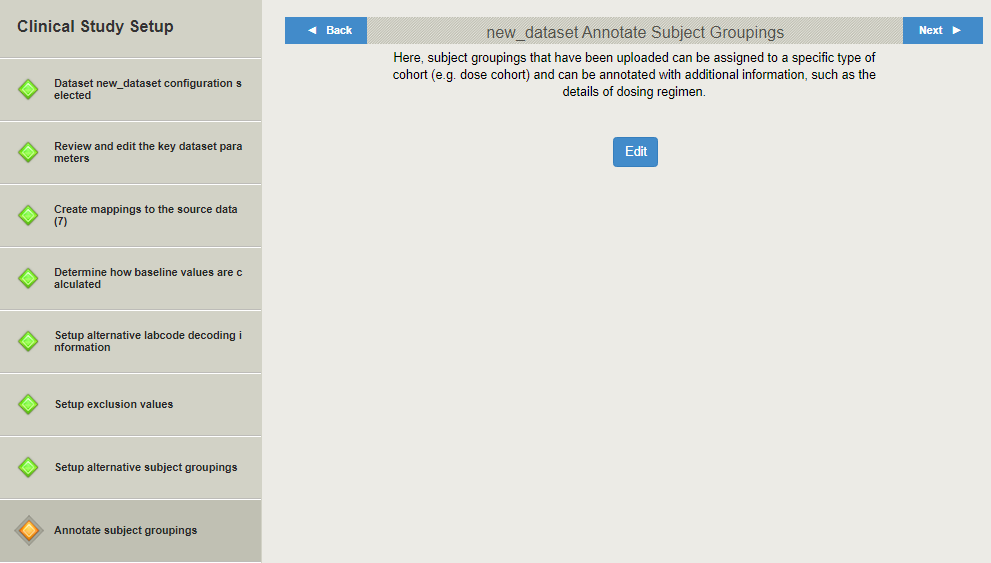 Clinical Study Setup
Dataset new_dataset configuration s
elected
Review and edit the key dataset para
meters
Create mappings to the source data
(7)
Determine how baseline values are c
alculated
Setup alternative labcode decoding i
nformation
Setup exclusion values
Setup alternative subject groupings
Annotate subject groupings
Back
new_dataset Annotate Subject Groupings
Next
Here, subject groupings that have been uploaded can be assigned to a specific type of
cohort (e.g. dose cohort) and can be annotated with additional information, such as the
details of dosing regimen.
Edit